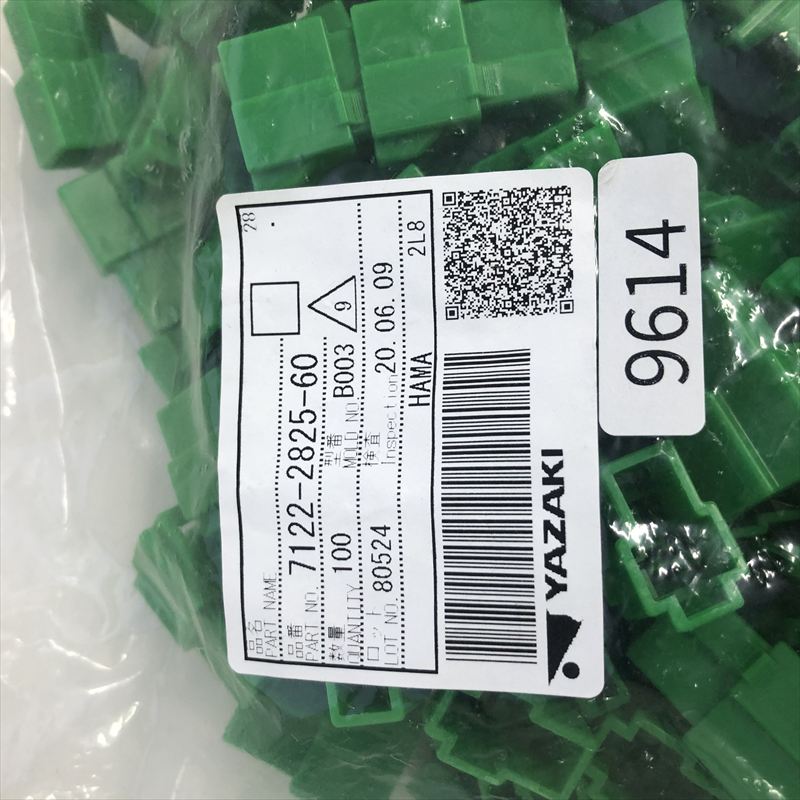 28
品名
PART NAME
品番
PART NO. 7122-2825-60
数量
QUANTITY 100
型番
MOLD NO. B003
9
ロット
LOT NO. 80524
検査
Inspection 20.06.09
HAMA 2L8
YAZAKI
9614